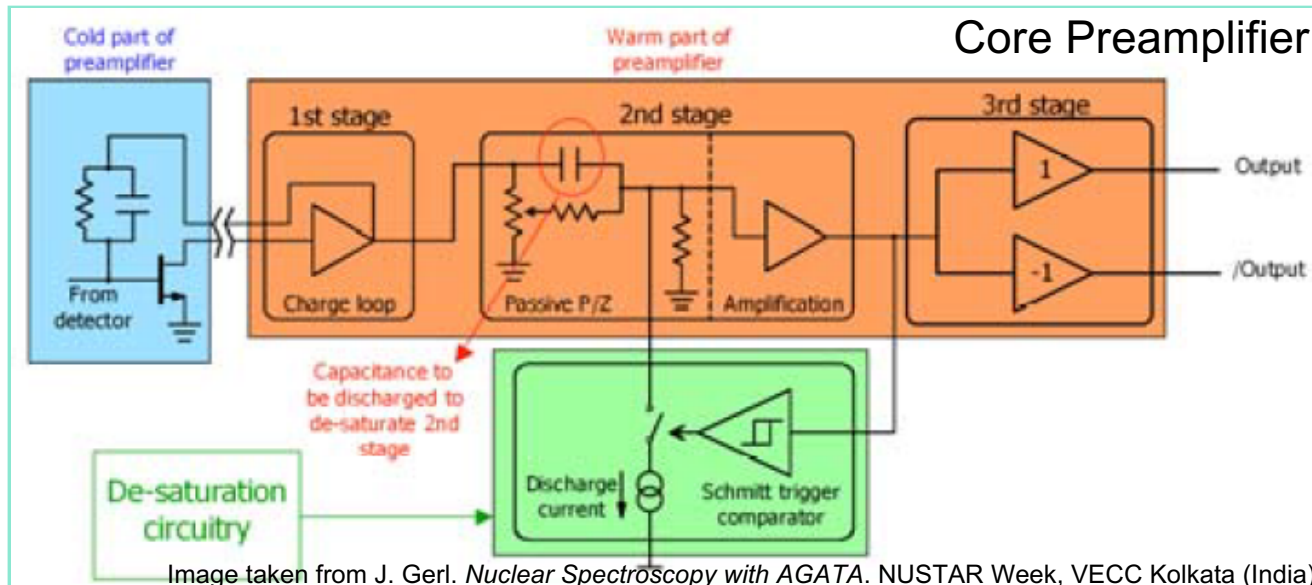 Core Preamplifier
Cold part of
preamplifier
Warm part of
preamplifier
1st stage
2nd stage
3rd stage
1
Output
-1
/Output
From
detector
Charge loop
Passive P/Z
Amplification
Capacitance to
be discharged to
de-saturate 2nd
stage
De-saturation
circuitry
Discharge
current
Schmitt trigger
comparator
Image taken from J. Gerl. Nuclear Spectroscopy with AGATA. NUSTAR Week, VECC Kolkata (India)